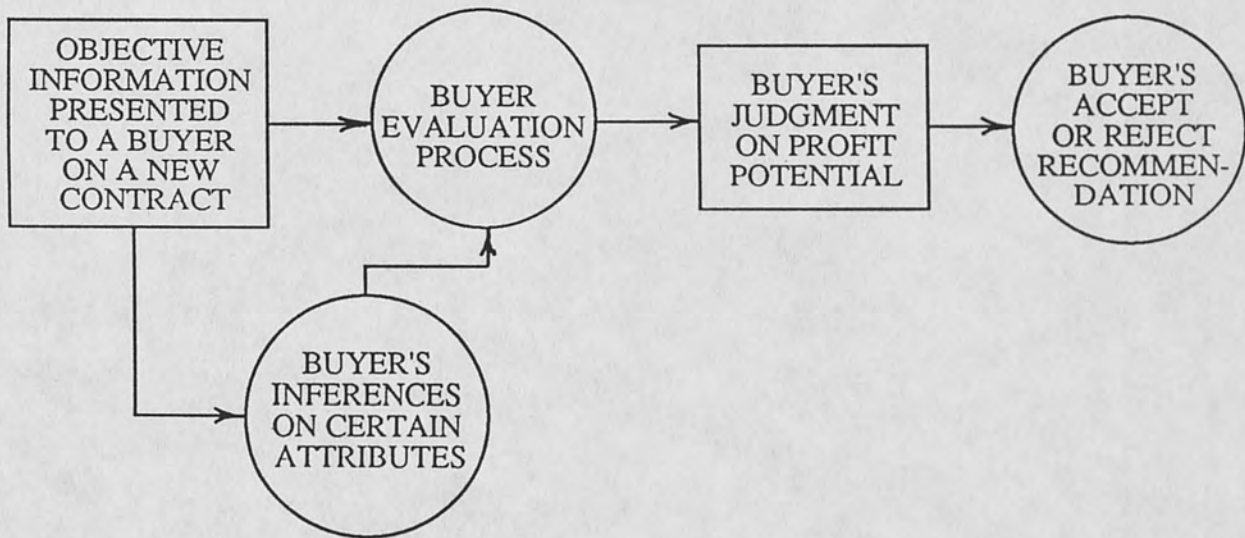 OBJECTIVE
INFORMATION
PRESENTED
TO A BUYER
ON A NEW
CONTRACT
BUYER
EVALUATION
PROCESS
BUYER'S
JUDGMENT
ON PROFIT
POTENTIAL
BUYER'S
ACCEPT
OR REJECT
RECOMMEN-
DATION
BUYER'S
INFERENCES
ON CERTAIN
ATTRIBUTES